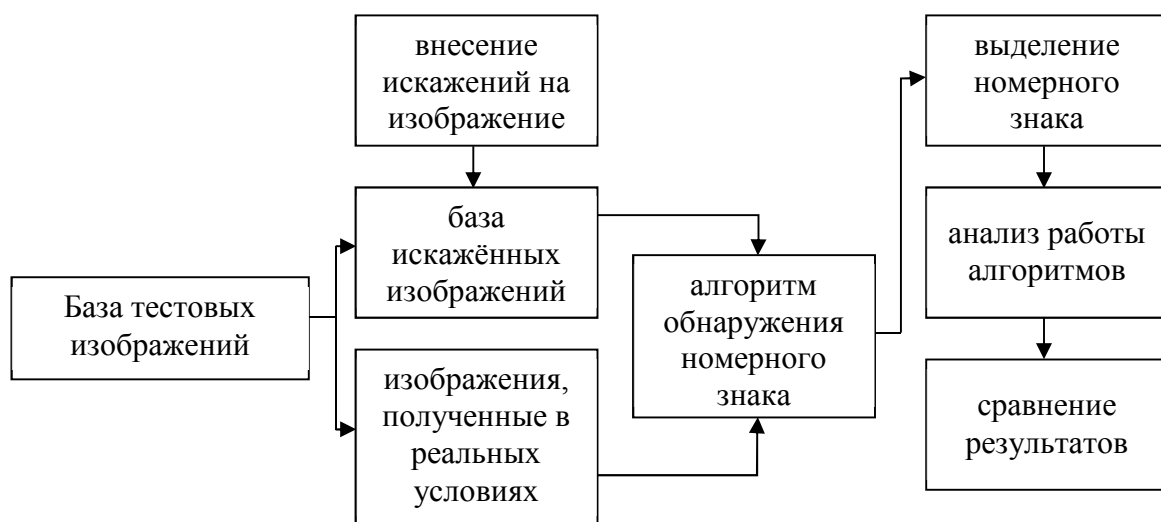 внесение
искажений на
изображение
база
искажённых
изображений
База тестовых
изображений
изображения,
полученные в
реальных
условиях
алгоритм
обнаружения
номерного
знака
выделение
номерного
знака
анализ работы
алгоритмов
сравнение
результатов